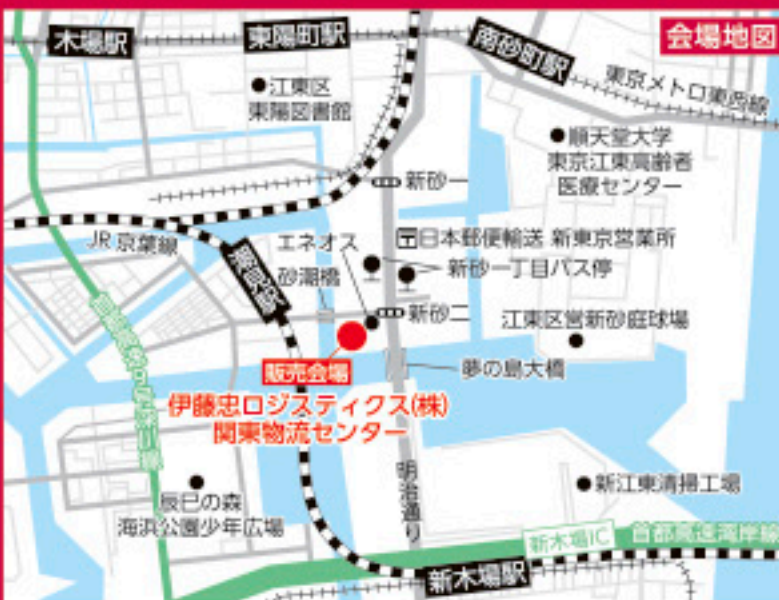 木場駅
東陽町駅
南砂町駅
会場地図
東京メトロ東西線
江東区
東陽図書館
順天堂大学
東京江東高齢者
医療センター
新砂一
JR 京葉線
エネオス
日本郵便輸送 新東京営業所
砂潮橋
新砂一丁目バス停
新砂二
江東区営新砂庭球場
販売会場
夢の島大橋
伊藤忠ロジスティクス(株)
関東物流センター
明治通り
辰巳の森
海浜公園少年広場
新江東清掃工場
新木場IC
首都高速湾岸線
新木場駅